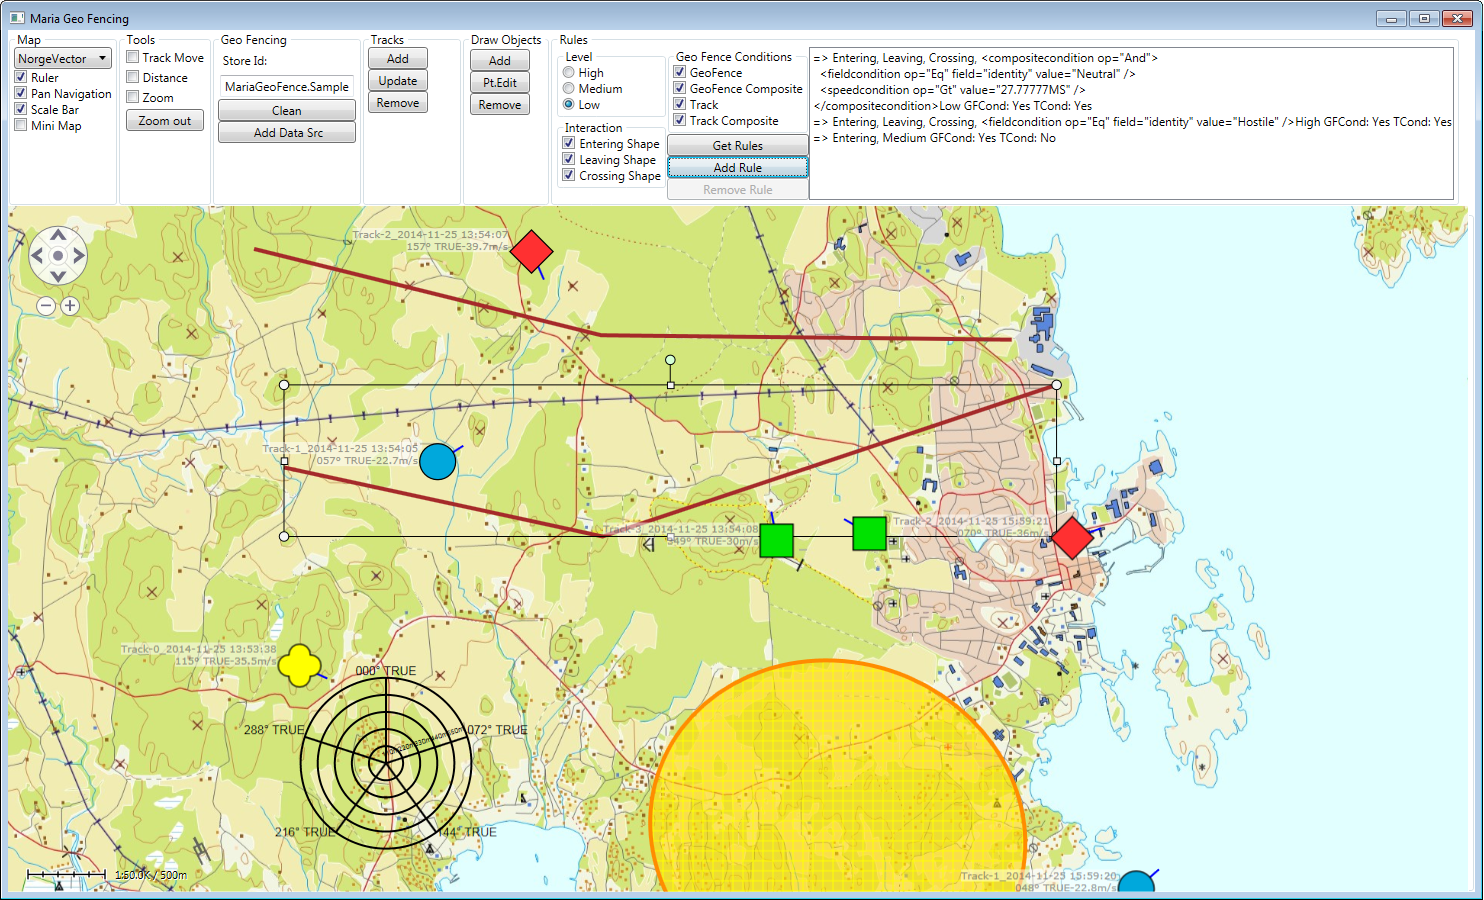 Maria Geo Fencing
Map
NorgeVector
Ruler
Pan Navigation
Scale Bar
Mini Map
Tools
Track Move
Distance
Zoom
Zoom out
Geo Fencing
Store Id:
MariaGeoFence.Sample
Clean
Add Data Src
Tracks
Add
Update
Remove
Draw Objects
Add
Pt.Edit
Remove
Rules
Level
High
Medium
Low
Interaction
Entering Shape
Leaving Shape
Crossing Shape
Geo Fence Conditions
GeoFence
GeoFence Composite
Track
Track Composite
Get Rules
Add Rule
Remove Rule
=> Entering, Leaving, Crossing, <compositecondition op="And">
<fieldcondition op="Eq" field="identity" value="Neutral" />
<speedcondition op="Gt" value="27.77777MS" />
</compositecondition>Low GFCond: Yes TCond: Yes
=> Entering, Leaving, Crossing, <fieldcondition op="Eq" field="identity" value="Hostile" />High GFCond: Yes TCond: Yes
=> Entering, Medium GFCond: Yes TCond: No
Track-2_2014-11-25 13:54:07
157° TRUE-39.7m/s
Track-1_2014-11-25 13:54:05
057° TRUE-22.7m/s
Track-3_2014-11-25 13:54:08
349° TRUE-30m/s
Track-2_2014-11-25 15:59:21
070° TRUE-36m/s
Track-0_2014-11-25 13:53:38
115° TRUE-35.5m/s
000° TRUE
288° TRUE
072° TRUE
216° TRUE
144° TRUE
1:50.0K / 500m
Track-1_2014-11-25 15:59:20
048° TRUE-22.8m/s